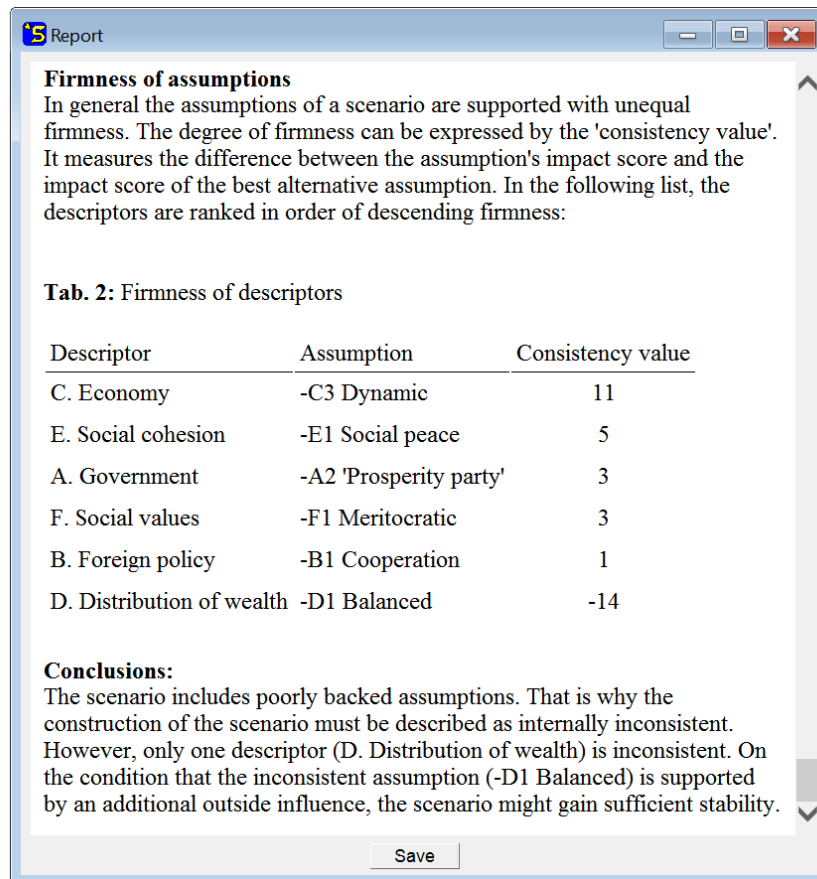 Report
Firmness of assumptions
In general the assumptions of a scenario are supported with unequal
firmness. The degree of firmness can be expressed by the 'consistency value'.
It measures the difference between the assumption's impact score and the
impact score of the best alternative assumption. In the following list, the
descriptors are ranked in order of descending firmness:
Tab. 2: Firmness of descriptors
Descriptor Assumption Consistency value
C. Economy -C3 Dynamic 11
E. Social cohesion -E1 Social peace 5
A. Government -A2 'Prosperity party' 3
F. Social values -F1 Meritocratic 3
B. Foreign policy -B1 Cooperation 1
D. Distribution of wealth -D1 Balanced -14
Conclusions:
The scenario includes poorly backed assumptions. That is why the
construction of the scenario must be described as internally inconsistent.
However, only one descriptor (D. Distribution of wealth) is inconsistent. On
the condition that the inconsistent assumption (-D1 Balanced) is supported
by an additional outside influence, the scenario might gain sufficient stability.
Save